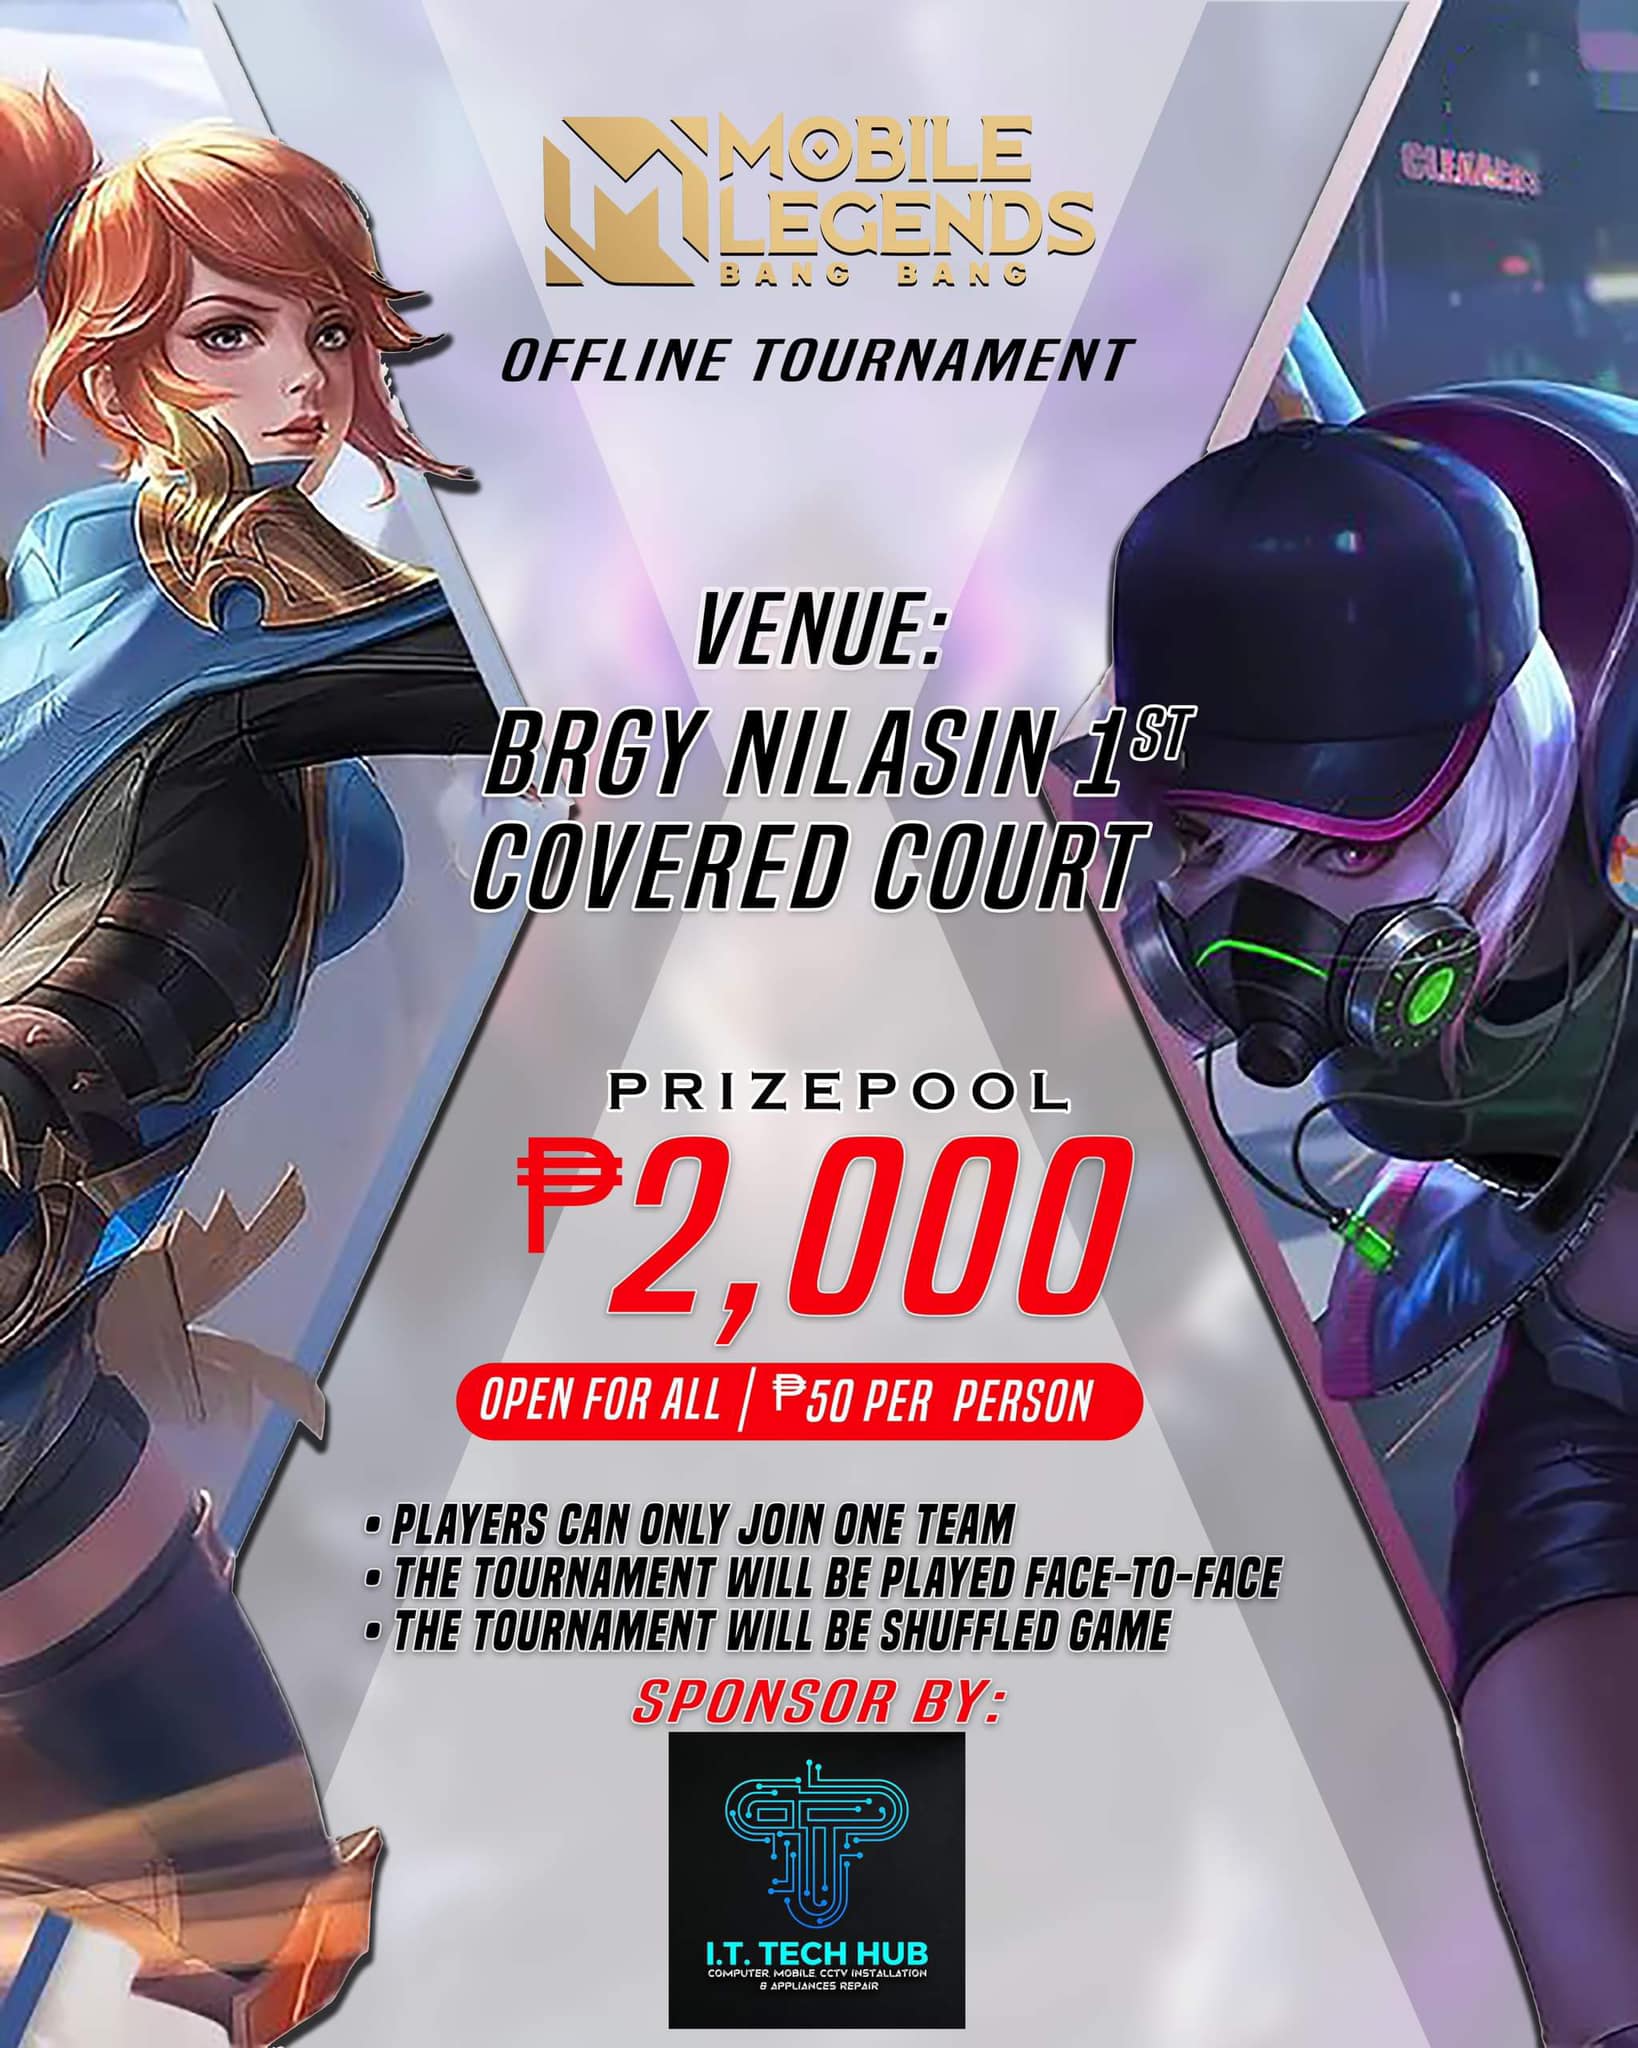 MOBILE
LEGENDS
BANG BANG
OFFLINE TOURNAMENT
VENUE:
BRGY NILASIN 1ST
COVERED COURT
PRIZEPOOL
₱2,000
OPEN FOR ALL | ₱50 PER PERSON
• PLAYERS CAN ONLY JOIN ONE TEAM
• THE TOURNAMENT WILL BE PLAYED FACE-TO-FACE
• THE TOURNAMENT WILL BE SHUFFLED GAME
SPONSOR BY:
I.T. TECH HUB
COMPUTER, MOBILE, CCTV INSTALLATION
& APPLIANCES REPAIR